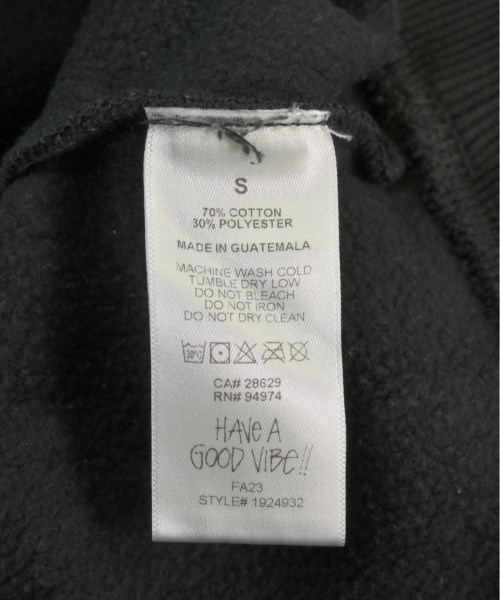 S
70% COTTON
30% POLYESTER
MADE IN GUATEMALA
MACHINE WASH COLD
TUMBLE DRY LOW
DO NOT BLEACH
DO NOT IRON
DO NOT DRY CLEAN
30°C
CA# 28629
RN# 94974
HAVE A
GOOD VIBE!!
FA23
STYLE# 1924932